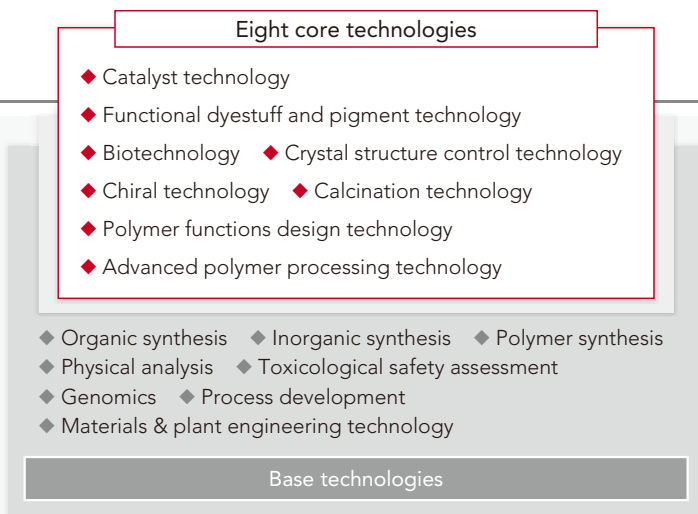 Eight core technologies
◆ Catalyst technology
◆ Functional dyestuff and pigment technology
◆ Biotechnology ◆ Crystal structure control technology
◆ Chiral technology ◆ Calcination technology
◆ Polymer functions design technology
◆ Advanced polymer processing technology
◆ Organic synthesis ◆ Inorganic synthesis ◆ Polymer synthesis
◆ Physical analysis ◆ Toxicological safety assessment
◆ Genomics ◆ Process development
◆ Materials & plant engineering technology
Base technologies